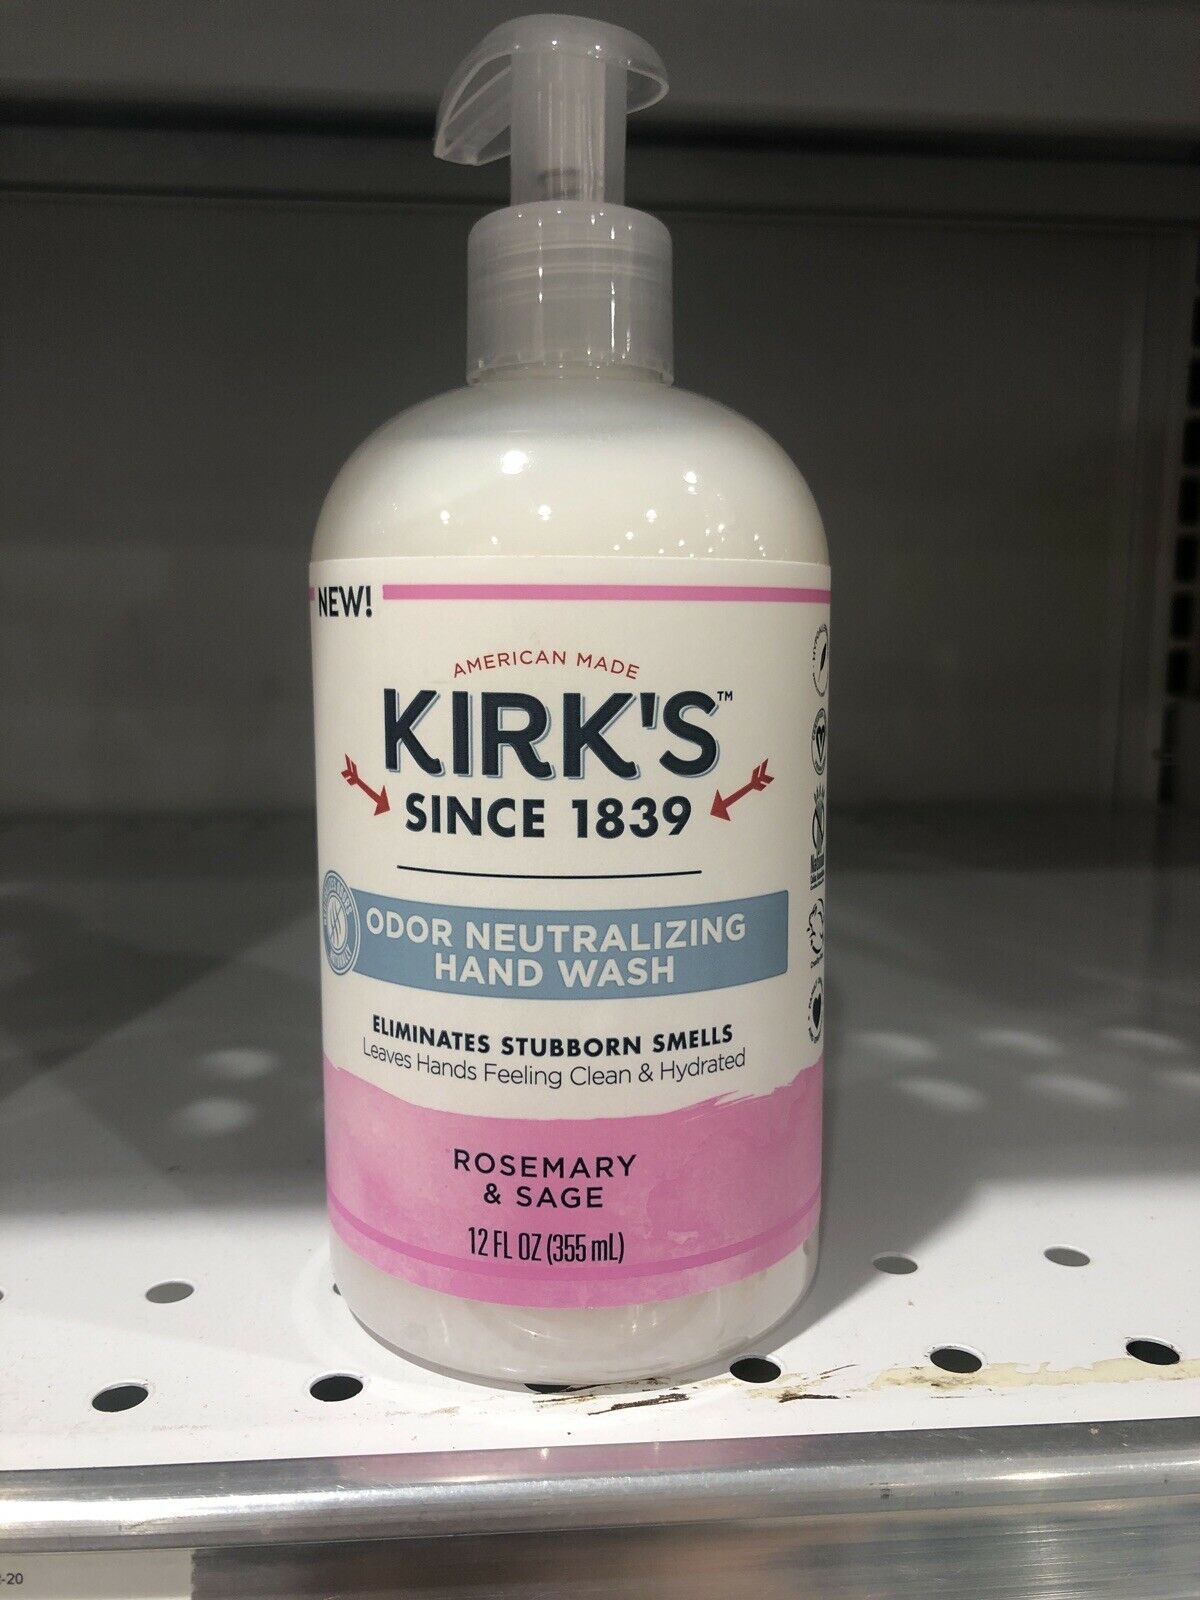 NEW!
AMERICAN MADE
KIRK'S™
SINCE 1839
ODOR NEUTRALIZING
HAND WASH
ELIMINATES STUBBORN SMELLS
Leaves Hands Feeling Clean & Hydrated
ROSEMARY
& SAGE
12 FL OZ (355 mL)
-20